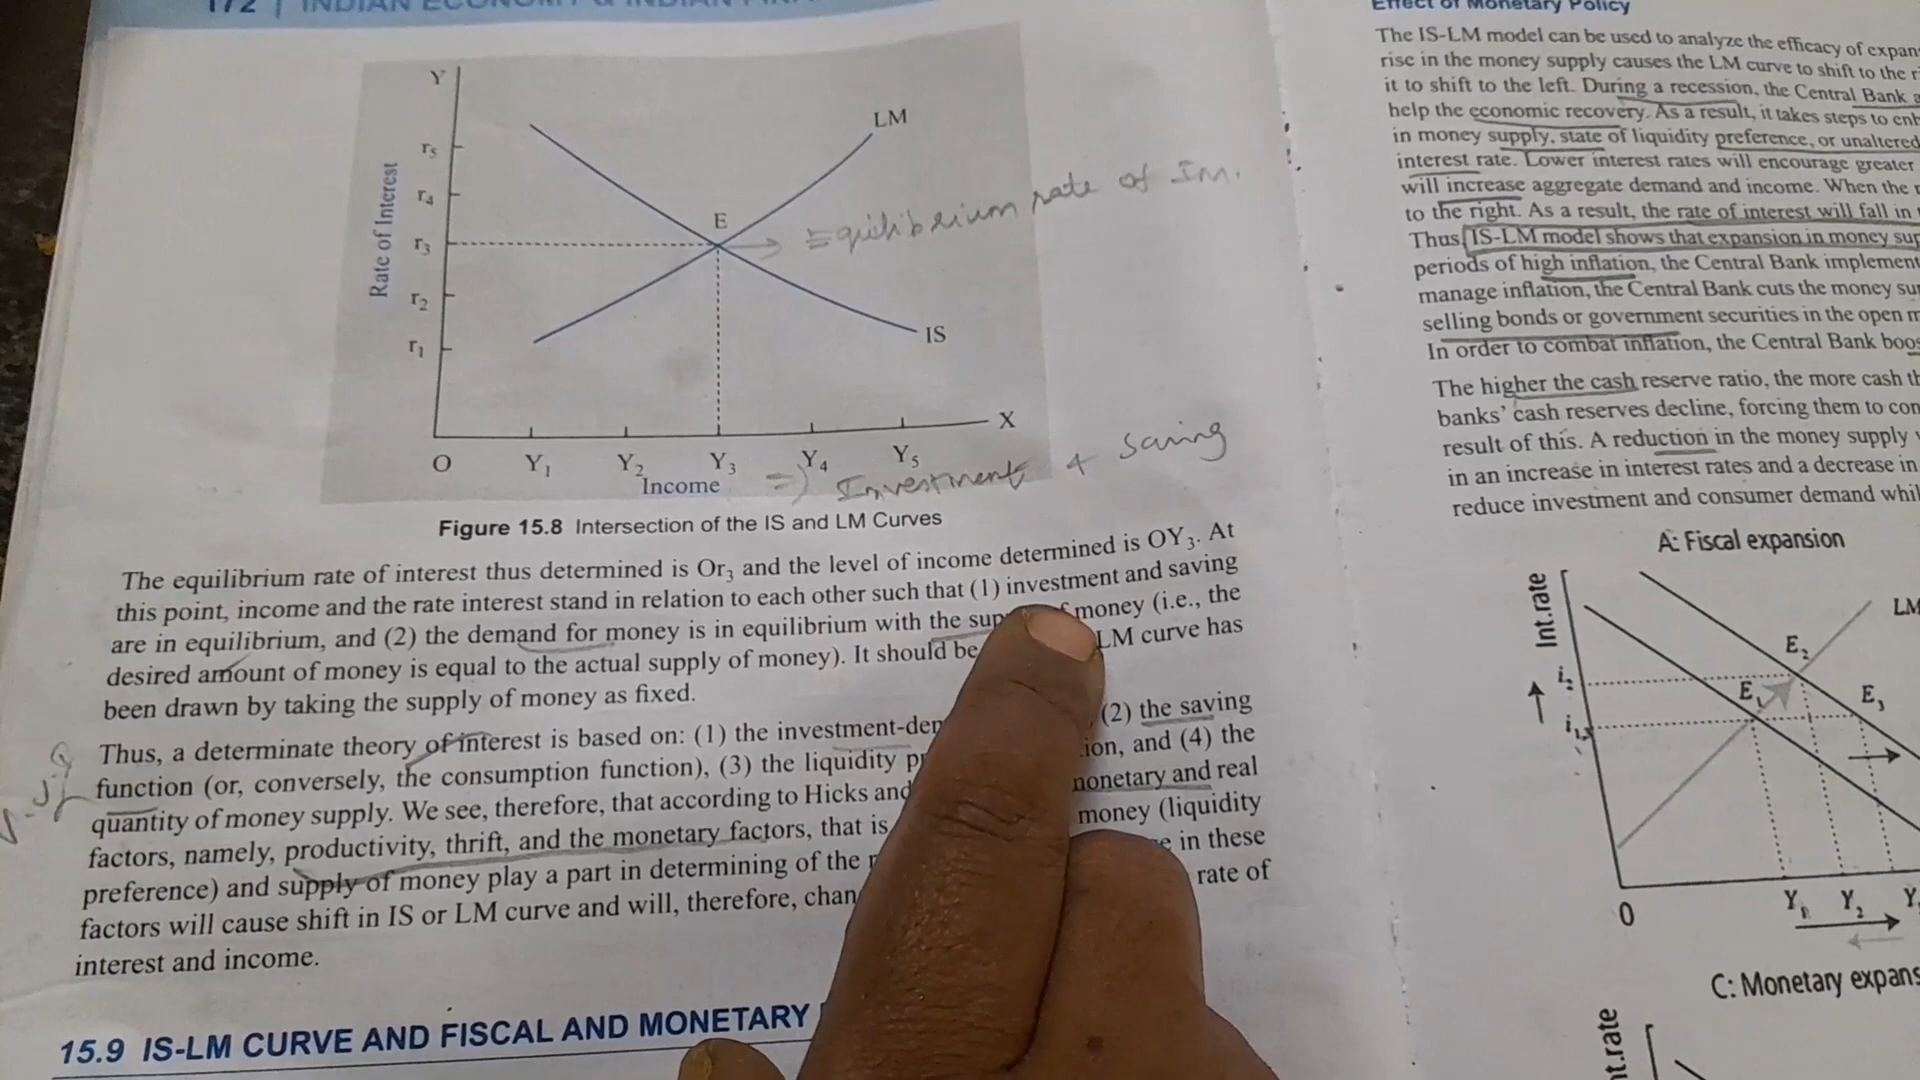 172 | INDIAN ECONOMY & INDIAN
Y
LM
r5
r4
E
r3
r2
r1
Rate of Interest
IS
Equilibrium rate of Im.
X
O Y1 Y2 Y3 Y4 Y5
Income
=) Investment + Saving
Figure 15.8 Intersection of the IS and LM Curves
The equilibrium rate of interest thus determined is Or3 and the level of income determined is OY3. At
this point, income and the rate interest stand in relation to each other such that (1) investment and saving
are in equilibrium, and (2) the demand for money is in equilibrium with the money (i.e., the
desired amount of money is equal to the actual supply of money). It should be LM curve has
been drawn by taking the supply of money as fixed.
Thus, a determinate theory of interest is based on: (1) the (2) the saving
function (or, conversely, the consumption function), (3) the liquidity and (4) the
quantity of money supply. We see, therefore, that according to Hicks and monetary and real
factors, namely, productivity, thrift, and the monetary factors, that is money (liquidity
preference) and supply of money play a part in determining of the in these
factors will cause shift in IS or LM curve and will, therefore, rate of
interest and income.
15.9 IS-LM CURVE AND FISCAL AND MONETARY
Effect of Monetary Policy
The IS-LM model can be used to analyze the efficacy of
rise in the money supply causes the LM curve to shift to the
it to shift to the left. During a recession, the Central Bank
help the economic recovery. As a result, it takes steps to
in money supply, state of liquidity preference, or unaltered
interest rate. Lower interest rates will encourage greater
will increase aggregate demand and income. When the
to the right. As a result, the rate of interest will fall in
Thus IS-LM model shows that expansion in money
periods of high inflation, the Central Bank
manage inflation, the Central Bank cuts the money
selling bonds or government securities in the open
In order to combat inflation, the Central Bank
The higher the cash reserve ratio, the more cash
banks' cash reserves decline, forcing them to
result of this. A reduction in the money supply
in an increase in interest rates and a decrease in
reduce investment and consumer demand
A: Fiscal expansion
Int.rate
LM
E2
i2
E1
E3
0
Y1 Y2
C: Monetary